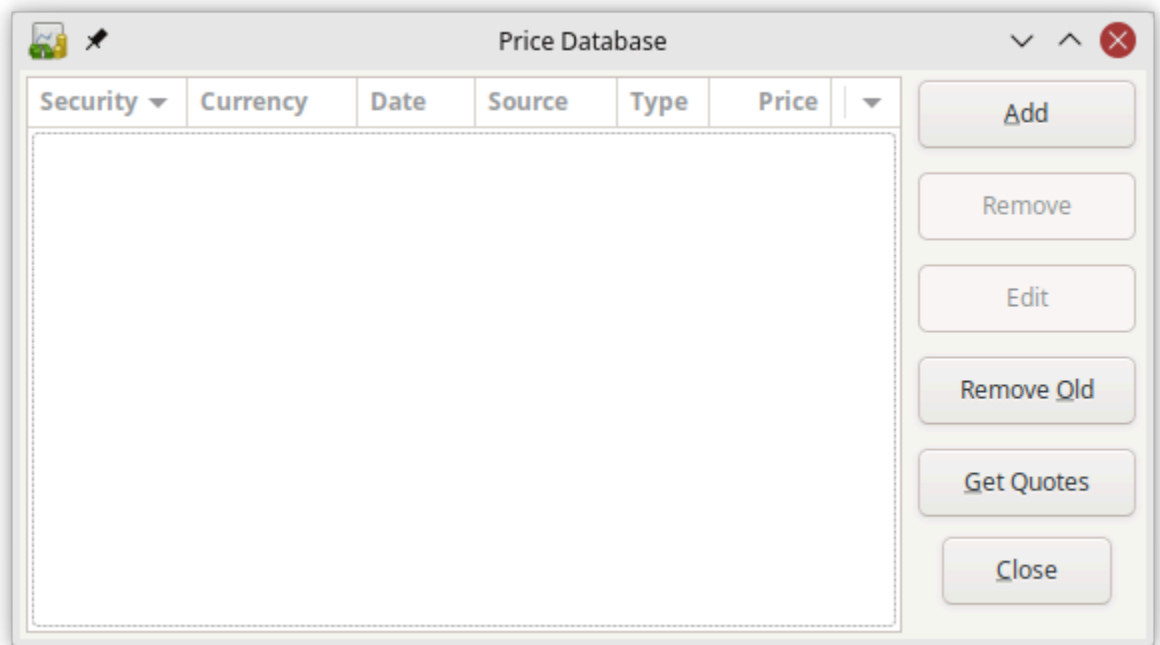 Price Database
Security Currency Date Source Type Price
Add
Remove
Edit
Remove Old
Get Quotes
Close